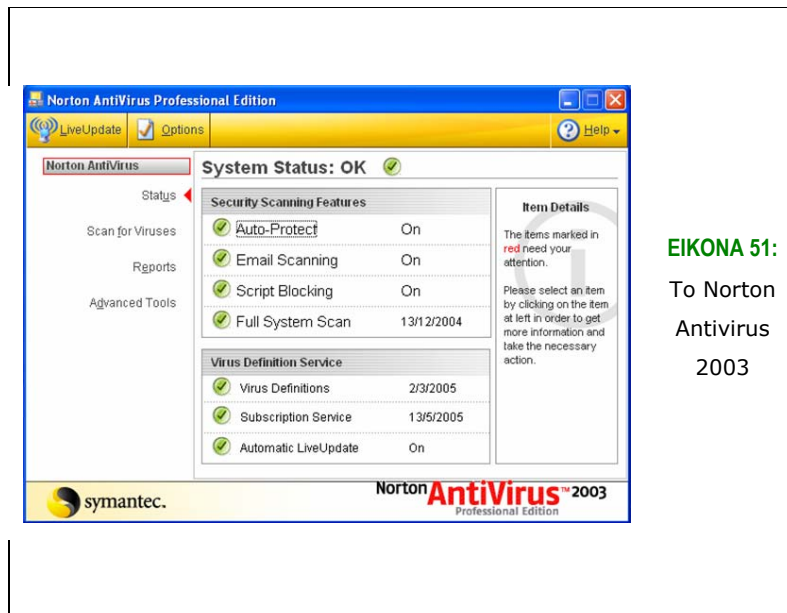 Norton AntiVirus Professional Edition
LiveUpdate Options Help
Norton AntiVirus
Status
Scan for Viruses
Reports
Advanced Tools
System Status: OK
Security Scanning Features
Auto-Protect On
Email Scanning On
Script Blocking On
Full System Scan 13/12/2004
Virus Definition Service
Virus Definitions 2/3/2005
Subscription Service 13/5/2005
Automatic LiveUpdate On
Item Details
The items marked in
red need your
attention.
Please select an item
by clicking on the item
at left in order to get
more information and
take the necessary
action.
symantec.
Norton AntiVirus™ 2003
Professional Edition
ΕΙΚΟΝΑ 51:
Το Norton
Antivirus
2003